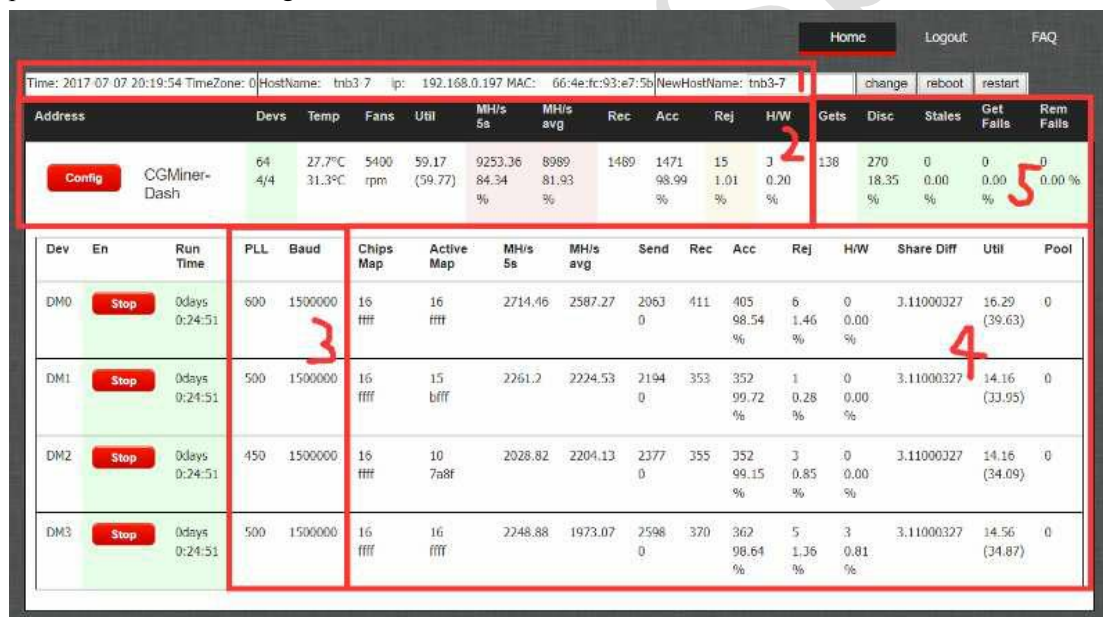 Home Logout FAQ
Time: 2017-07-07 20:19:54 TimeZone: 0 HostName: tnb3-7 ip: 192.168.0.197 MAC: 66:4e:fc:93:e7:5b NewHostName: tnb3-7 1 change reboot restart
Address Devs Temp Fans Util MH/s 5s MH/s avg Rec Acc Rej H/W Gets Disc Stales Get Fails Rem Fails
Config CGMiner-Dash 64 4/4 27.7°C 31.3°C 5400 rpm 59.17 (59.77) 9253.36 84.34 % 8989 81.93 % 1489 1471 98.99 % 15 1.01 % 3 0.20 % 2 138 270 18.35 % 0 0.00 % 0 0.00 % 0 0.00 % 5
Dev En Run Time PLL Baud Chips Map Active Map MH/s 5s MH/s avg Send Rec Acc Rej H/W Share Diff Util Pool
DM0 Stop 0days 0:24:51 600 1500000 16 ffff 16 ffff 2714.46 2587.27 2063 0 411 405 98.54 % 6 1.46 % 0 0.00 % 3.11000327 16.29 (39.63) 0
3 4
DM1 Stop 0days 0:24:51 500 1500000 16 ffff 15 bfff 2261.2 2224.53 2194 0 353 352 99.72 % 1 0.28 % 0 0.00 % 3.11000327 14.16 (33.95) 0
DM2 Stop 0days 0:24:51 450 1500000 16 ffff 10 7a8f 2028.82 2204.13 2377 0 355 352 99.15 % 3 0.85 % 0 0.00 % 3.11000327 14.16 (34.09) 0
DM3 Stop 0days 0:24:51 500 1500000 16 ffff 16 ffff 2248.88 1973.07 2598 0 370 362 98.64 % 5 1.36 % 3 0.81 % 3.11000327 14.56 (34.87) 0